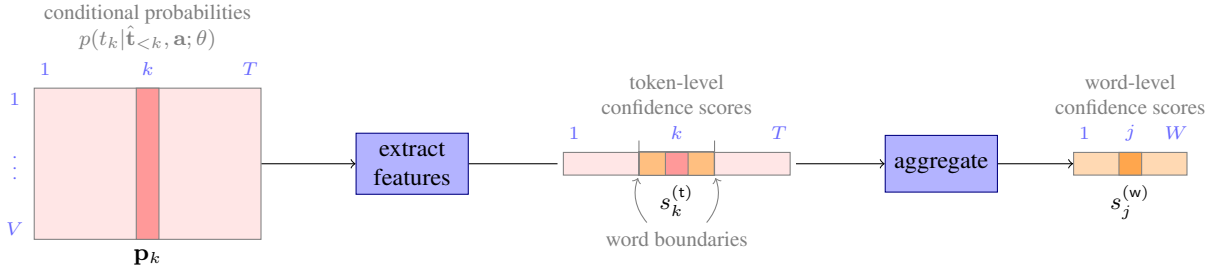 conditional probabilities
p(t_k|t̂_{<k}, a; θ)
1 k T
1
⋮
V
p_k
extract
features
token-level
confidence scores
1 k T
s_k^{(t)}
word boundaries
aggregate
word-level
confidence scores
1 j W
s_j^{(w)}